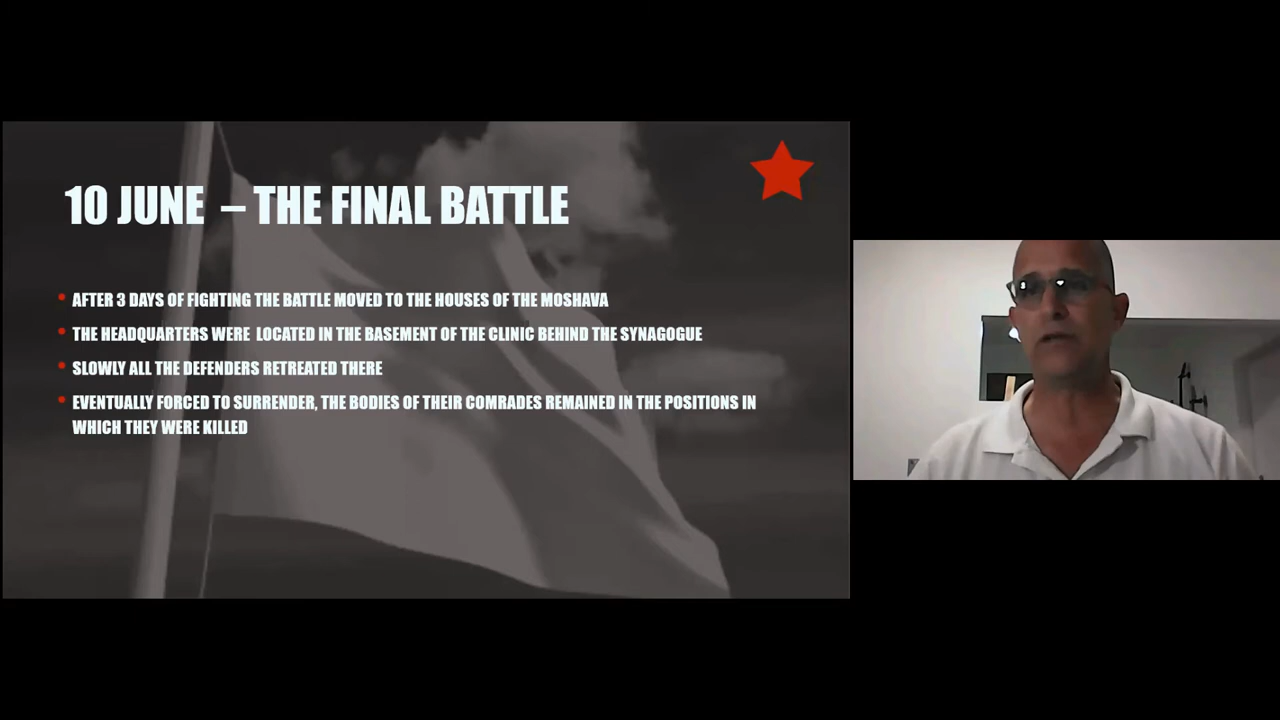 10 JUNE – THE FINAL BATTLE
• AFTER 3 DAYS OF FIGHTING THE BATTLE MOVED TO THE HOUSES OF THE MOSHAVA
• THE HEADQUARTERS WERE LOCATED IN THE BASEMENT OF THE CLINIC BEHIND THE SYNAGOGUE
• SLOWLY ALL THE DEFENDERS RETREATED THERE
• EVENTUALLY FORCED TO SURRENDER, THE BODIES OF THEIR COMRADES REMAINED IN THE POSITIONS IN
WHICH THEY WERE KILLED